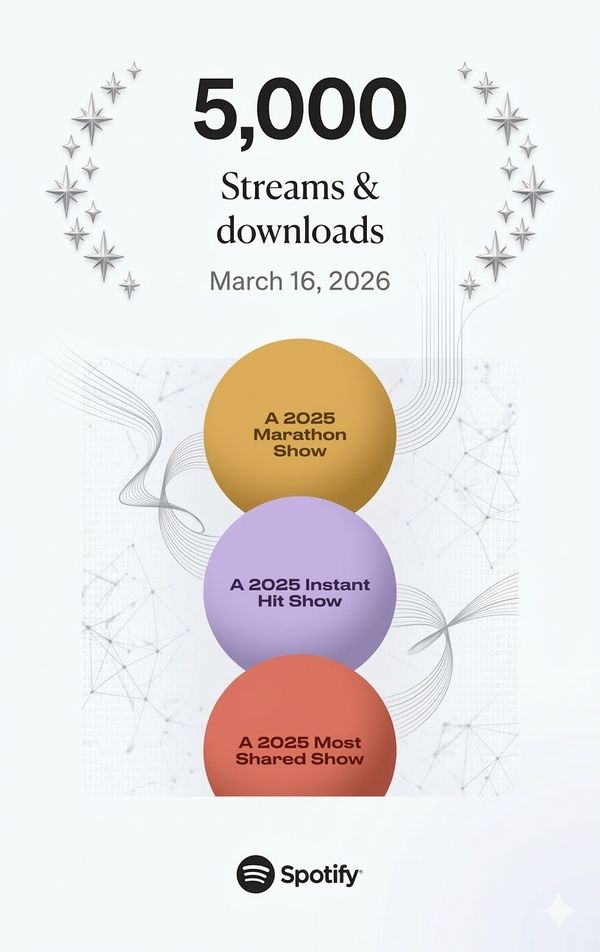 5,000
Streams &
downloads
March 16, 2026
A 2025
Marathon
Show
A 2025 Instant
Hit Show
A 2025 Most
Shared Show
Spotify